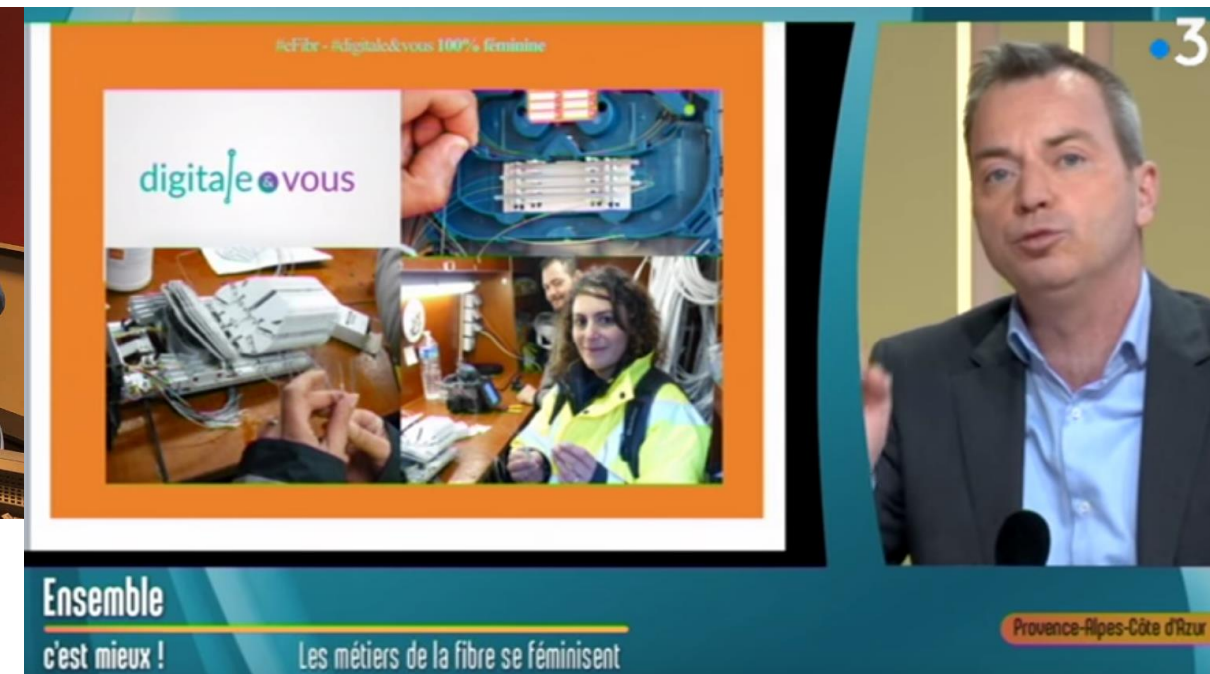 #eFibr - #digitale&vous 100% féminine
digitale & vous
3
Ensemble
c'est mieux !
Les métiers de la fibre se féminisent
Provence-Alpes-Côte d'Azur